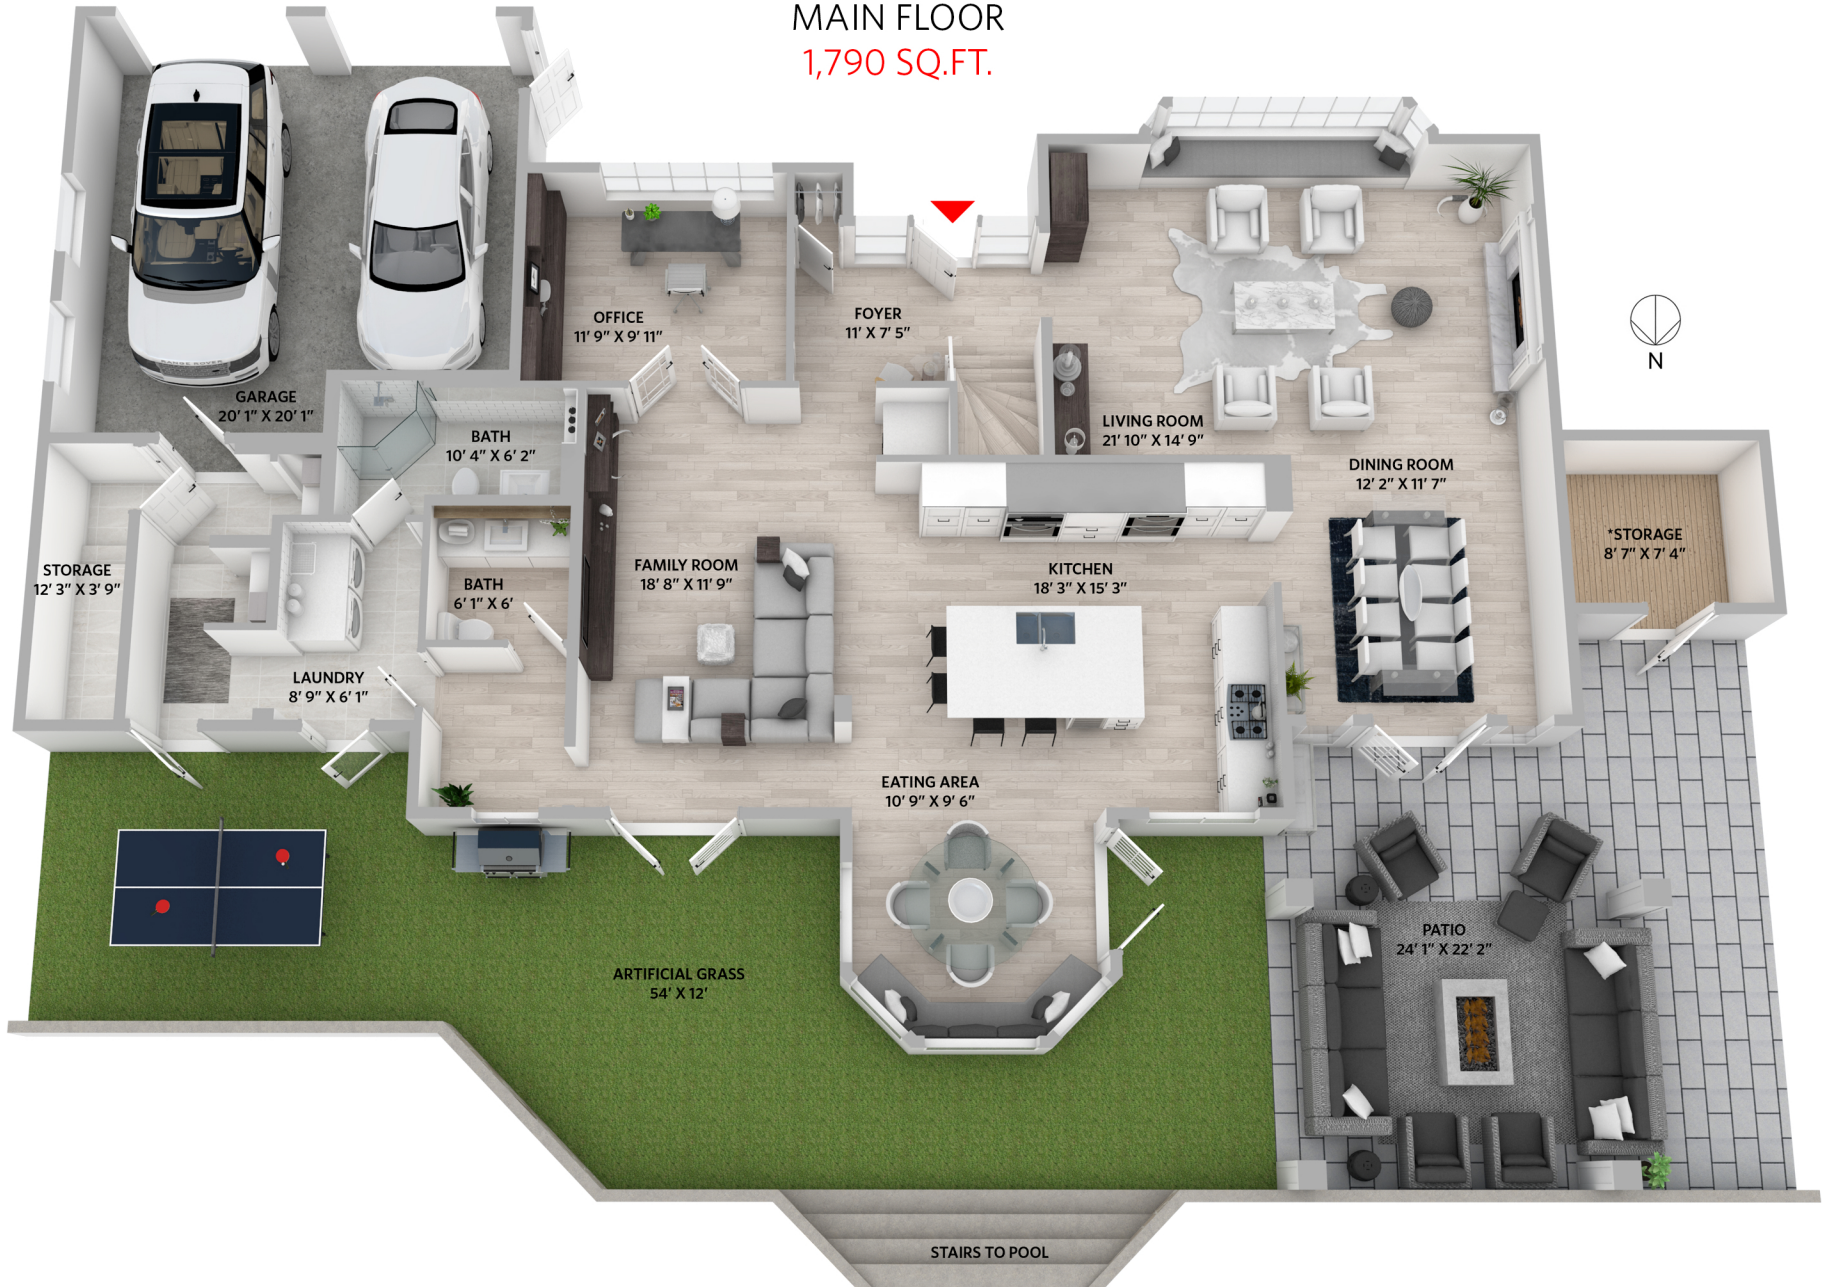 MAIN FLOOR
1,790 SQ.FT.
OFFICE
11' 9" X 9' 11"
FOYER
11' X 7' 5"
N
RANGE ROVER
GARAGE
20' 1" X 20' 1"
BATH
10' 4" X 6' 2"
LIVING ROOM
21' 10" X 14' 9"
DINING ROOM
12' 2" X 11' 7"
*STORAGE
8' 7" X 7' 4"
STORAGE
12' 3" X 3' 9"
BATH
6' 1" X 6'
FAMILY ROOM
18' 8" X 11' 9"
KITCHEN
18' 3" X 15' 3"
LAUNDRY
8' 9" X 6' 1"
EATING AREA
10' 9" X 9' 6"
PATIO
24' 1" X 22' 2"
ARTIFICIAL GRASS
54' X 12'
STAIRS TO POOL